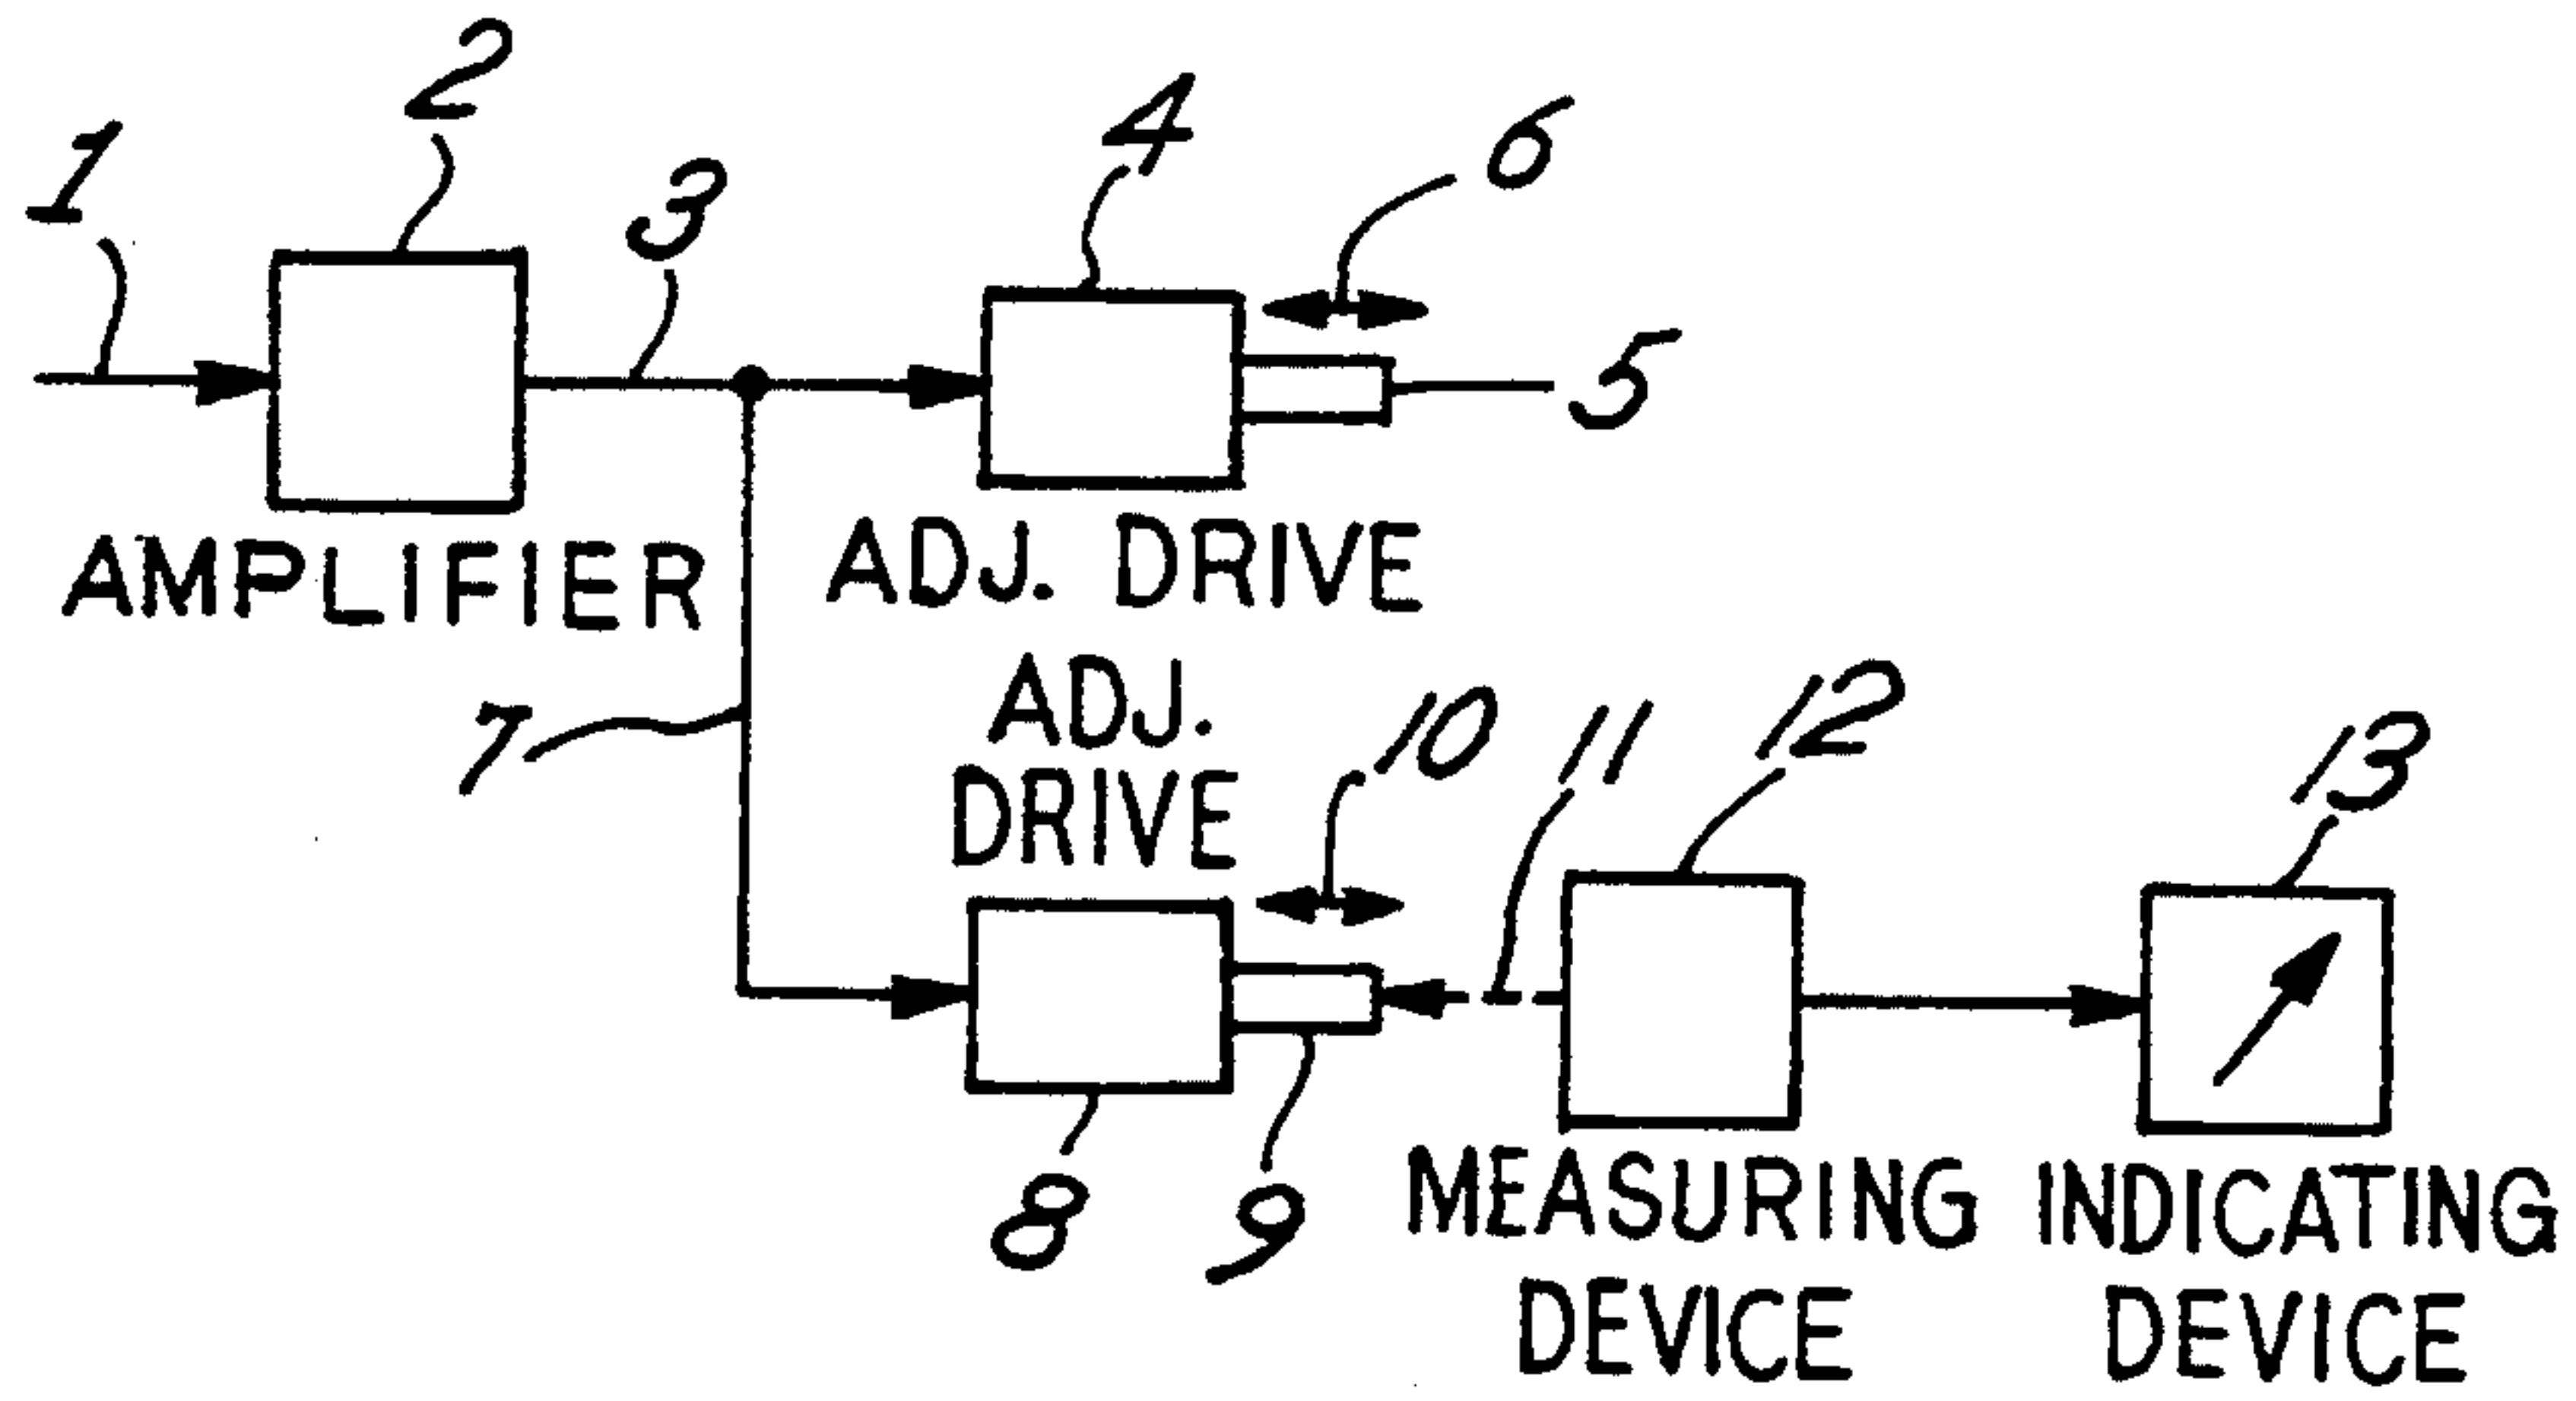 1
2
3
4
6
5
AMPLIFIER
ADJ. DRIVE
7
ADJ.
DRIVE
10
11
12
13
8
9
MEASURING
DEVICE
INDICATING
DEVICE